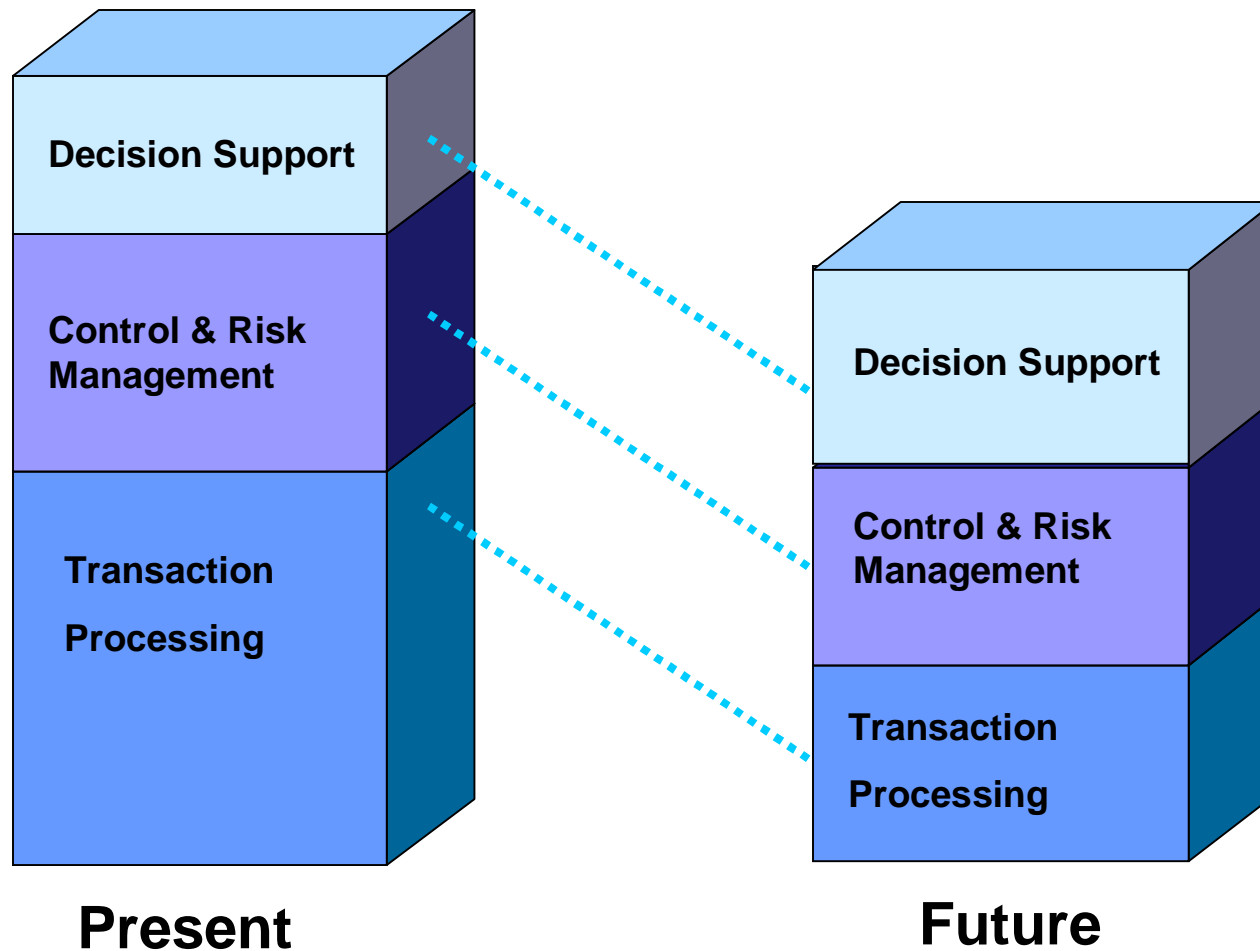 Decision Support
Control & Risk
Management
Transaction
Processing
Present
Decision Support
Control & Risk
Management
Transaction
Processing
Future